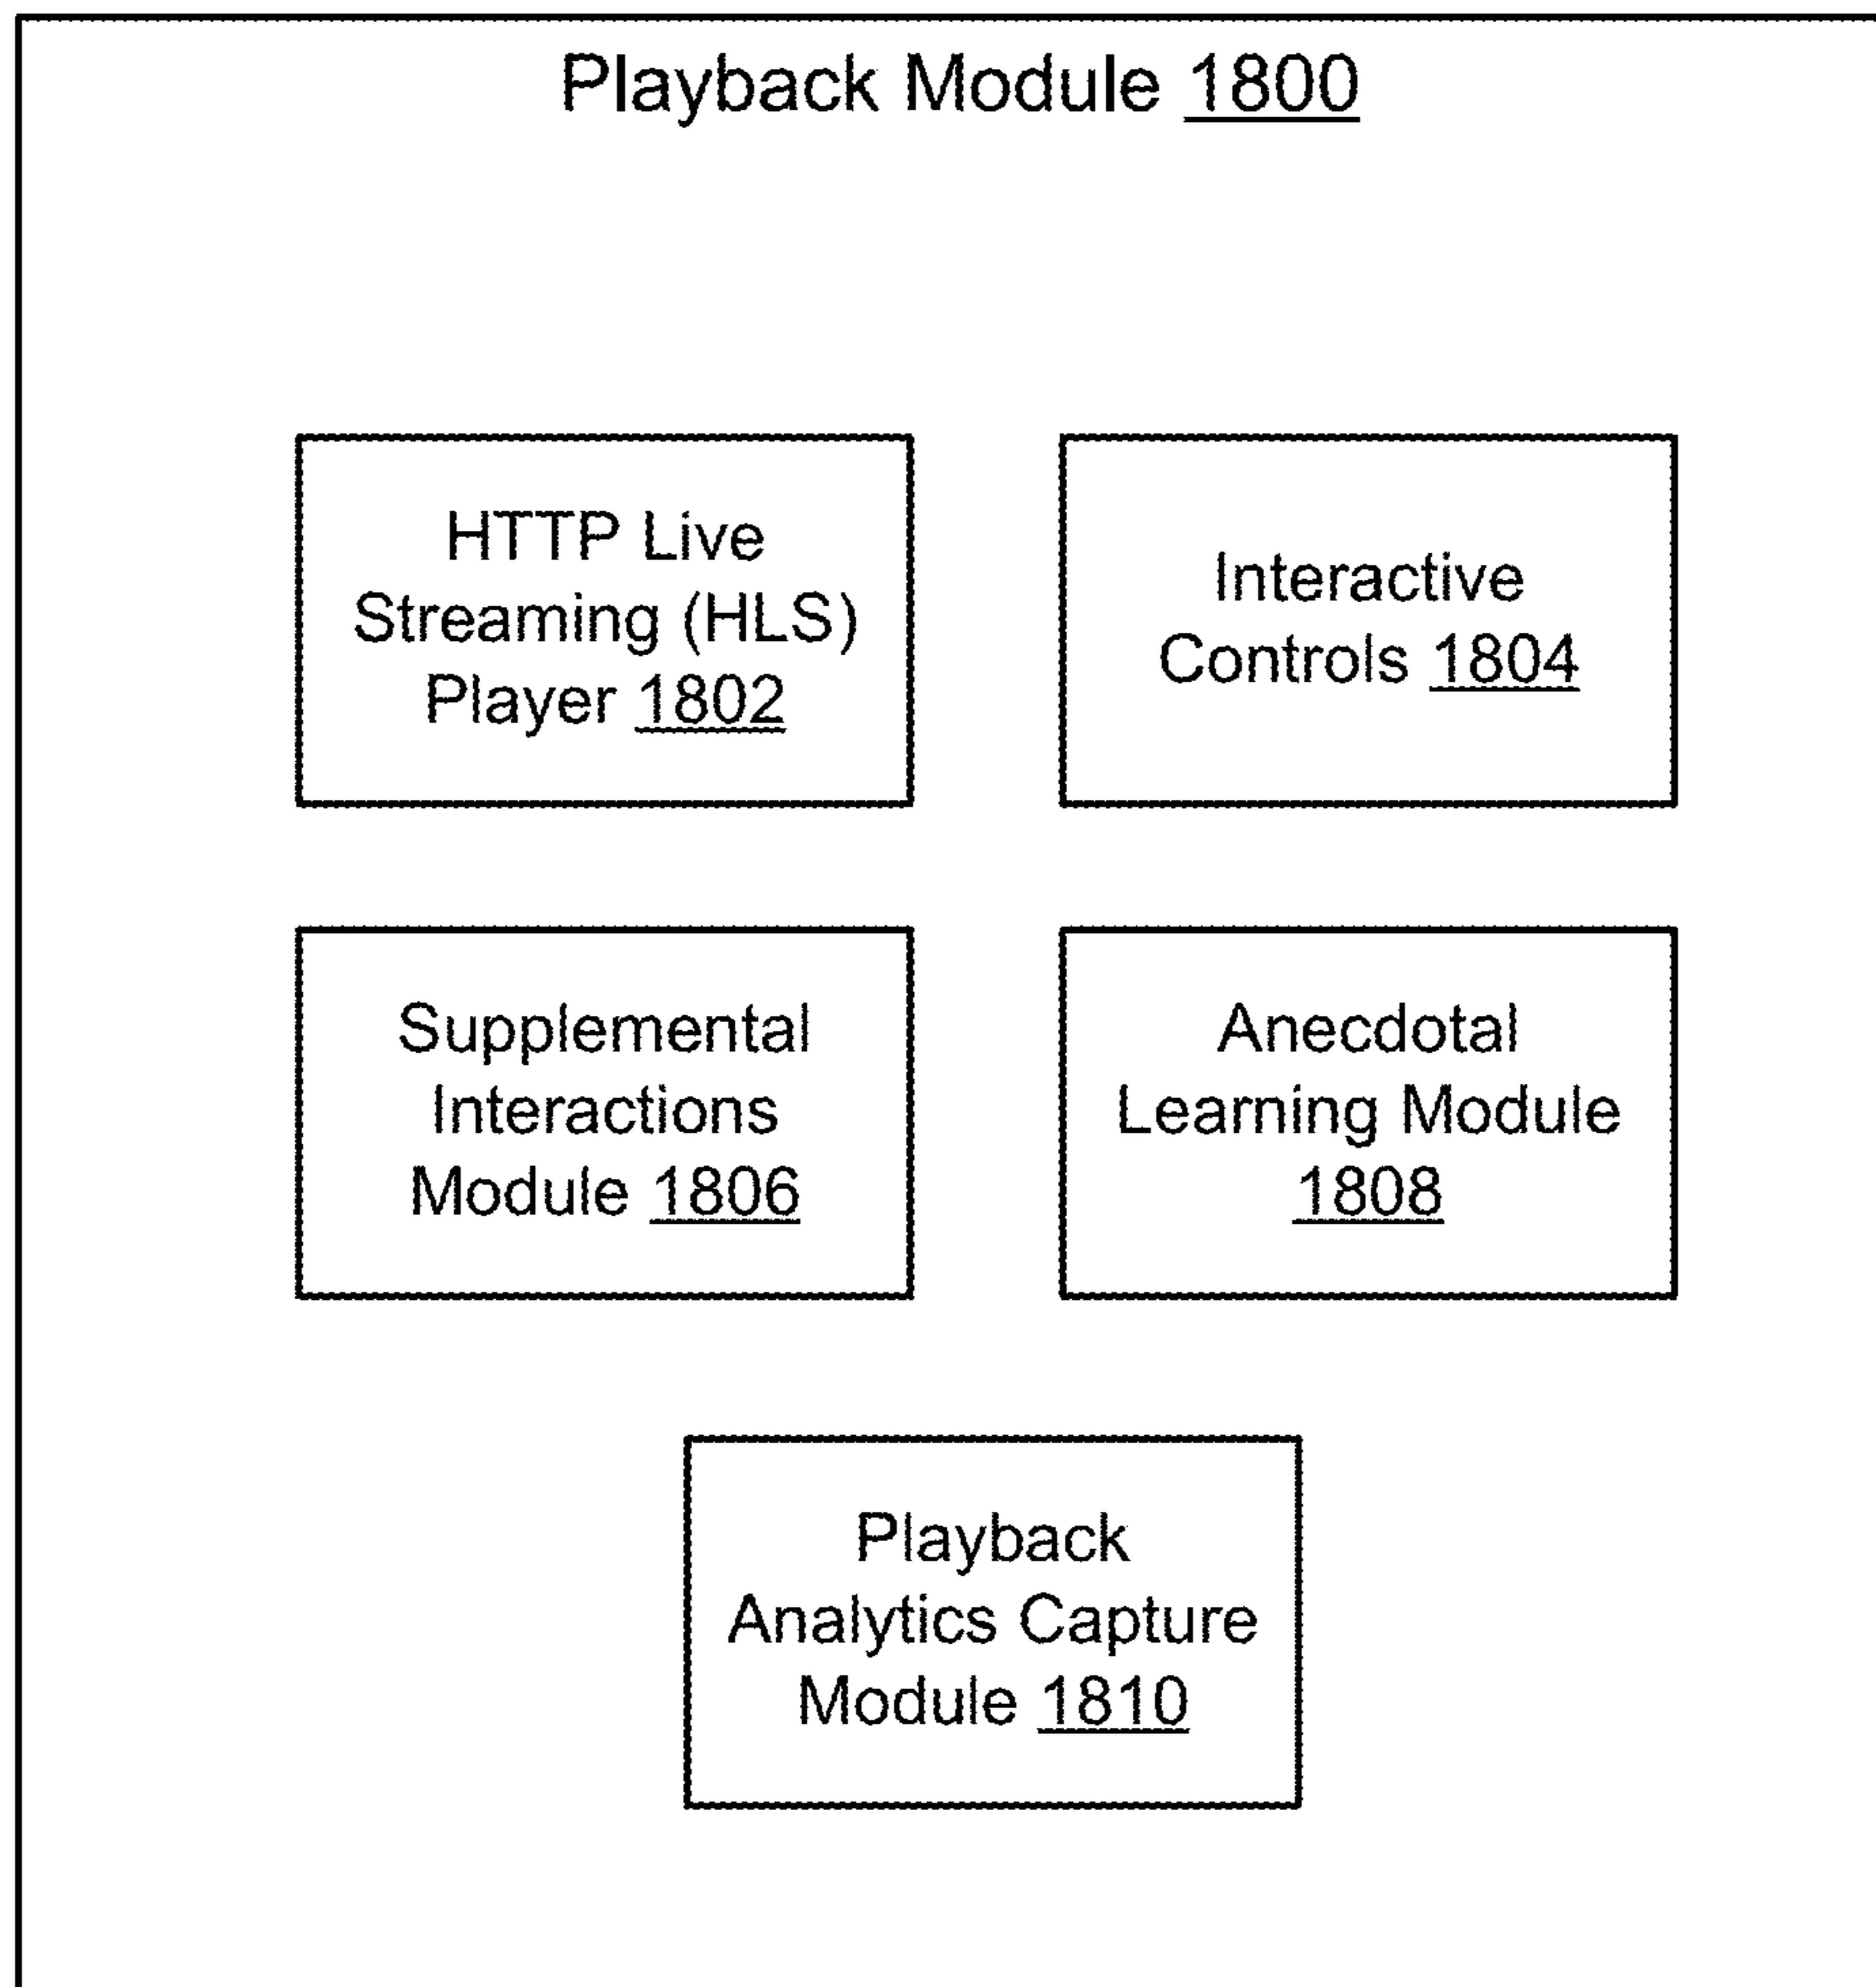 Playback Module 1800
HTTP Live
Streaming (HLS)
Player 1802
Interactive
Controls 1804
Supplemental
Interactions
Module 1806
Anecdotal
Learning Module
1808
Playback
Analytics Capture
Module 1810